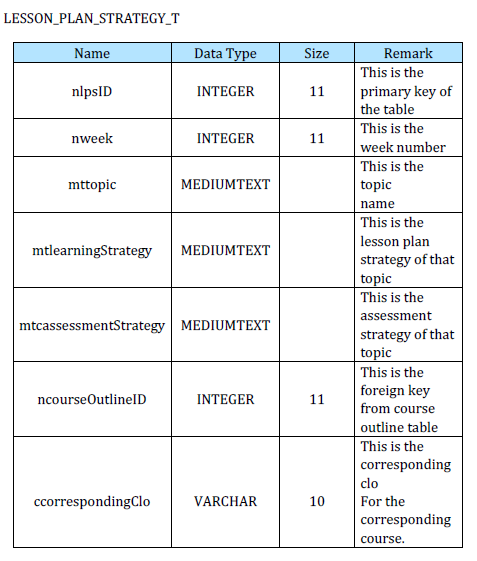 LESSON_PLAN_STRATEGY_T
Name Data Type Size Remark
This is the
nlpsID INTEGER 11 primary key of
the table
This is the
nweek INTEGER 11
week number
This is the
mttopic MEDIUMTEXT topic
name
This is the
mtlearningStrategy MEDIUMTEXT lesson plan
strategy of that
topic
This is the
mtcassessmentStrategy MEDIUMTEXT assessment
strategy of that
topic
This is the
ncourseOutlineID INTEGER 11 foreign key
from course
outline table
This is the
corresponding
clo
ccorrespondingClo VARCHAR 10 For the
corresponding
course.